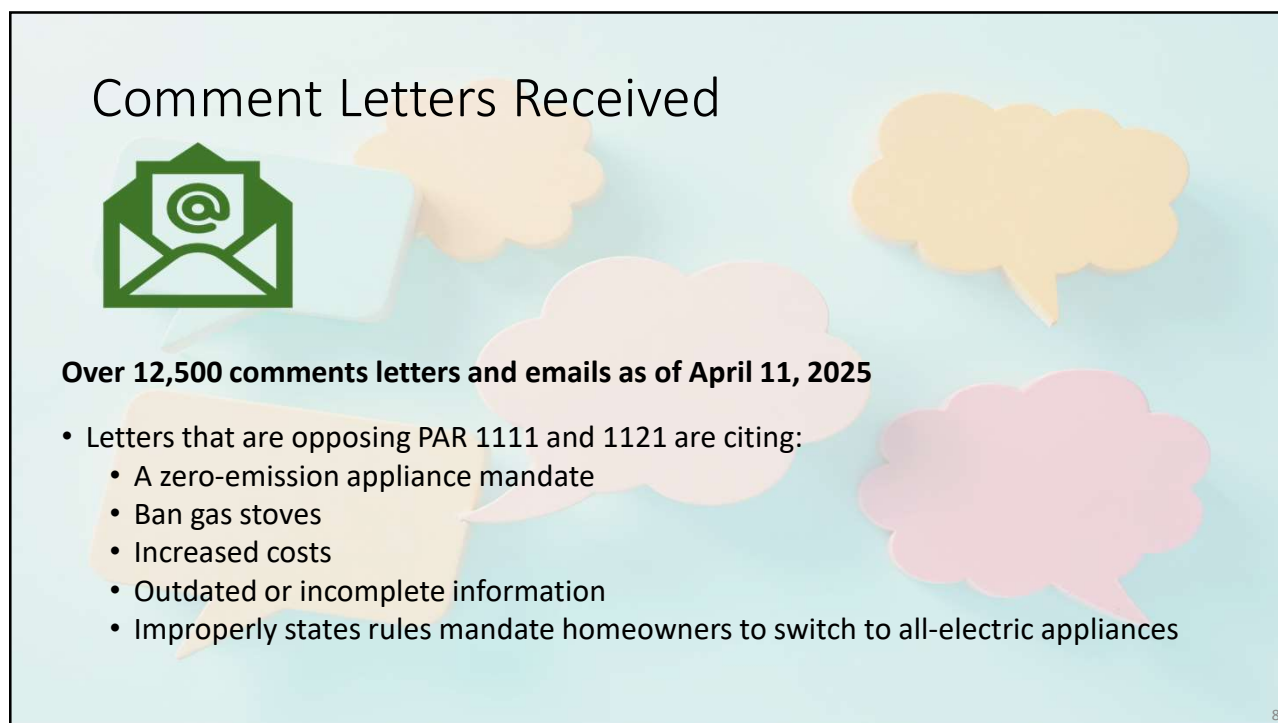 Comment Letters Received
@
Over 12,500 comments letters and emails as of April 11, 2025
• Letters that are opposing PAR 1111 and 1121 are citing:
• A zero-emission appliance mandate
• Ban gas stoves
• Increased costs
• Outdated or incomplete information
• Improperly states rules mandate homeowners to switch to all-electric appliances
8